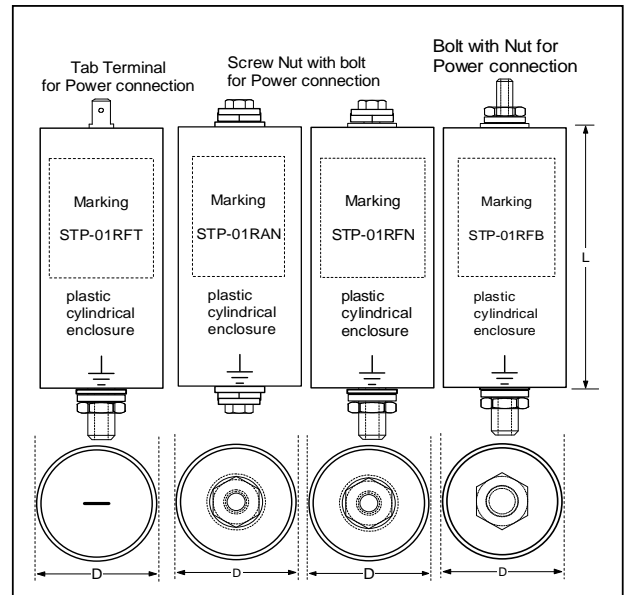 Tab Terminal
for Power connection
Screw Nut with bolt
for Power connection
Bolt with Nut for
Power connection
Marking
STP-01RFT
plastic
cylindrical
enclosure
Marking
STP-01RAN
plastic
cylindrical
enclosure
Marking
STP-01RFN
plastic
cylindrical
enclosure
Marking
STP-01RFB
plastic
cylindrical
enclosure
L
D
D
D
D